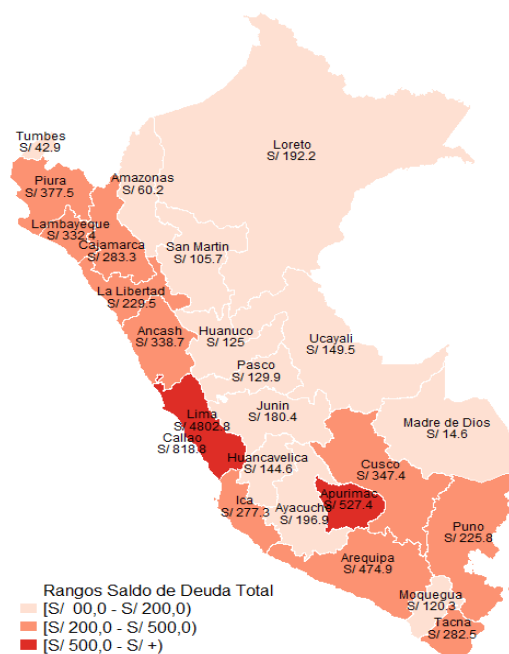 Tumbes
S/ 42.9
Loreto
S/ 192.2
Piura
S/ 377.5
Amazonas
S/ 60.2
Lambayeque
S/ 332.4
Cajamarca
S/ 283.3
San Martin
S/ 105.7
La Libertad
S/ 229.5
Ancash
S/ 338.7
Huanuco
S/ 125
Ucayali
S/ 149.5
Pasco
S/ 129.9
Junin
S/ 180.4
Lima
S/ 4802.8
Callao
S/ 818.8
Madre de Dios
S/ 14.6
Huancavelica
S/ 144.6
Cusco
S/ 347.4
Ica
S/ 277.3
Ayacucho
S/ 196.9
Apurimac
S/ 527.4
Puno
S/ 225.8
Arequipa
S/ 474.9
Moquegua
S/ 120.3
Tacna
S/ 282.5
Rangos Saldo de Deuda Total
[S/ 00,0 - S/ 200,0)
[S/ 200,0 - S/ 500,0)
[S/ 500,0 - S/ +)